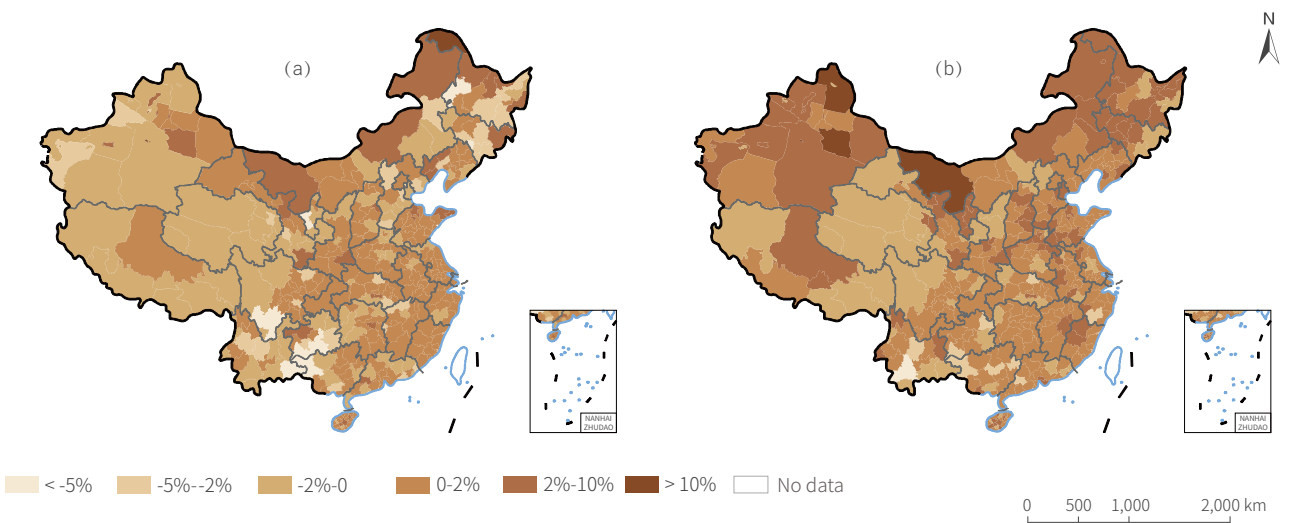 N
(a)
(b)
NANHAI
ZHUDAO
NANHAI
ZHUDAO
< -5%
-5%--2%
-2%-0
0-2%
2%-10%
> 10%
No data
0 500 1,000 2,000 km